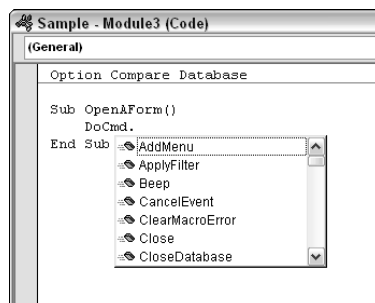 Sample - Module3 (Code)
(General)
Option Compare Database
Sub OpenAForm()
DoCmd.
End Sub
AddMenu
ApplyFilter
Beep
CancelEvent
ClearMacroError
Close
CloseDatabase